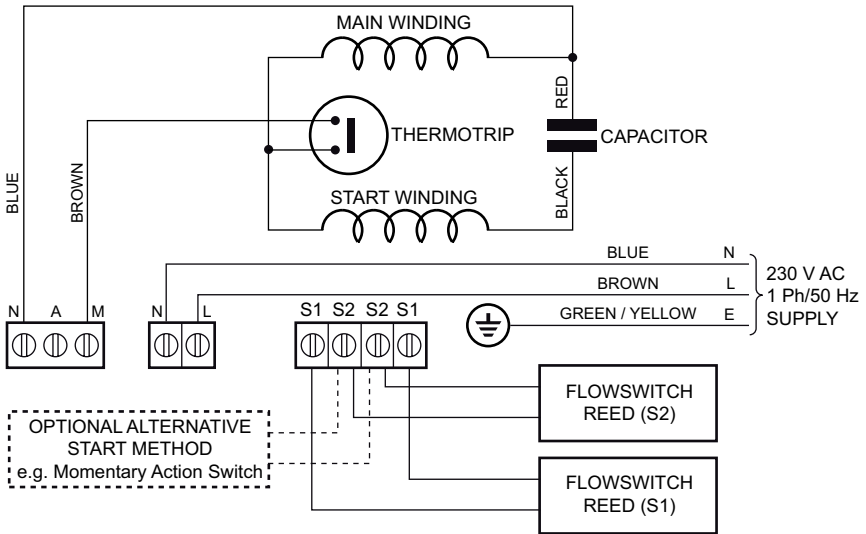 MAIN WINDING
RED
THERMOTRIP
CAPACITOR
BLUE
BROWN
START WINDING
BLACK
BLUE N
BROWN L
GREEN / YELLOW E
230 V AC
1 Ph/50 Hz
SUPPLY
N A M
N L
S1 S2 S2 S1
OPTIONAL ALTERNATIVE
START METHOD
e.g. Momentary Action Switch
FLOWSWITCH
REED (S2)
FLOWSWITCH
REED (S1)